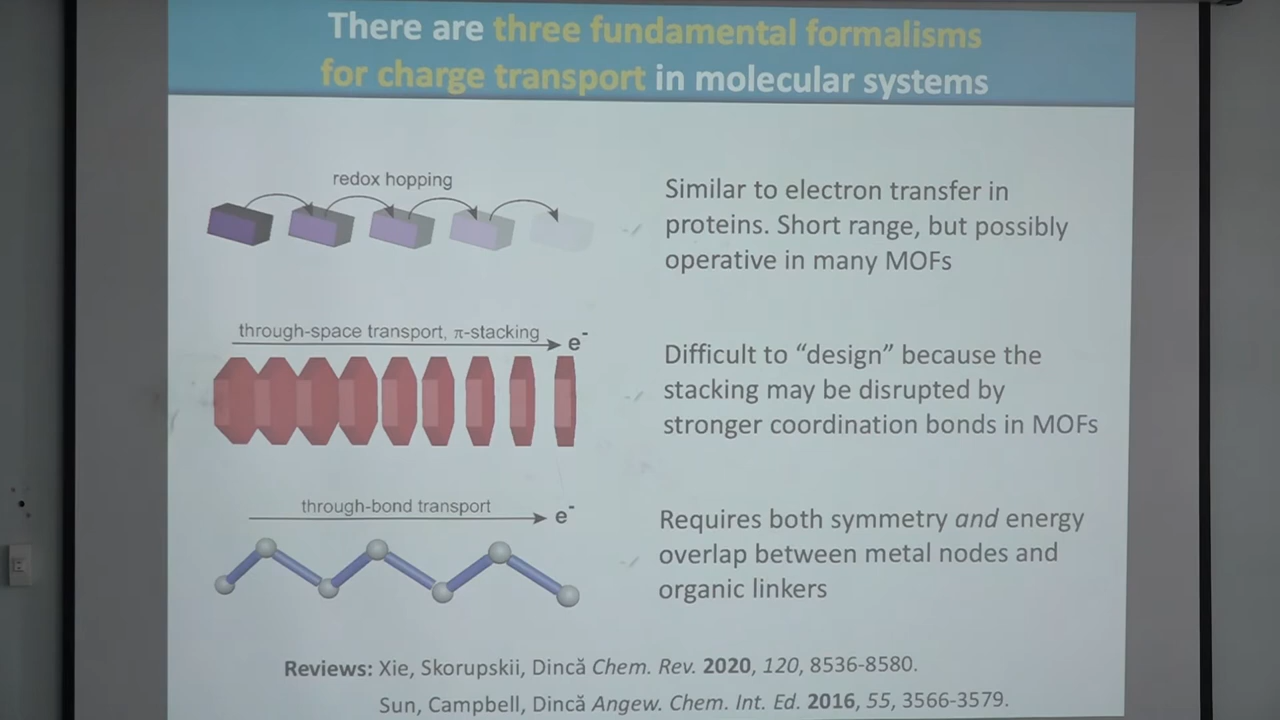 There are three fundamental formalisms
for charge transport in molecular systems
redox hopping
Similar to electron transfer in
proteins. Short range, but possibly
operative in many MOFs
through-space transport, π-stacking
e⁻
Difficult to “design” because the
stacking may be disrupted by
stronger coordination bonds in MOFs
through-bond transport
e⁻
Requires both symmetry and energy
overlap between metal nodes and
organic linkers
Reviews: Xie, Skorupskii, Dincă Chem. Rev. 2020, 120, 8536-8580.
Sun, Campbell, Dincă Angew. Chem. Int. Ed. 2016, 55, 3566-3579.